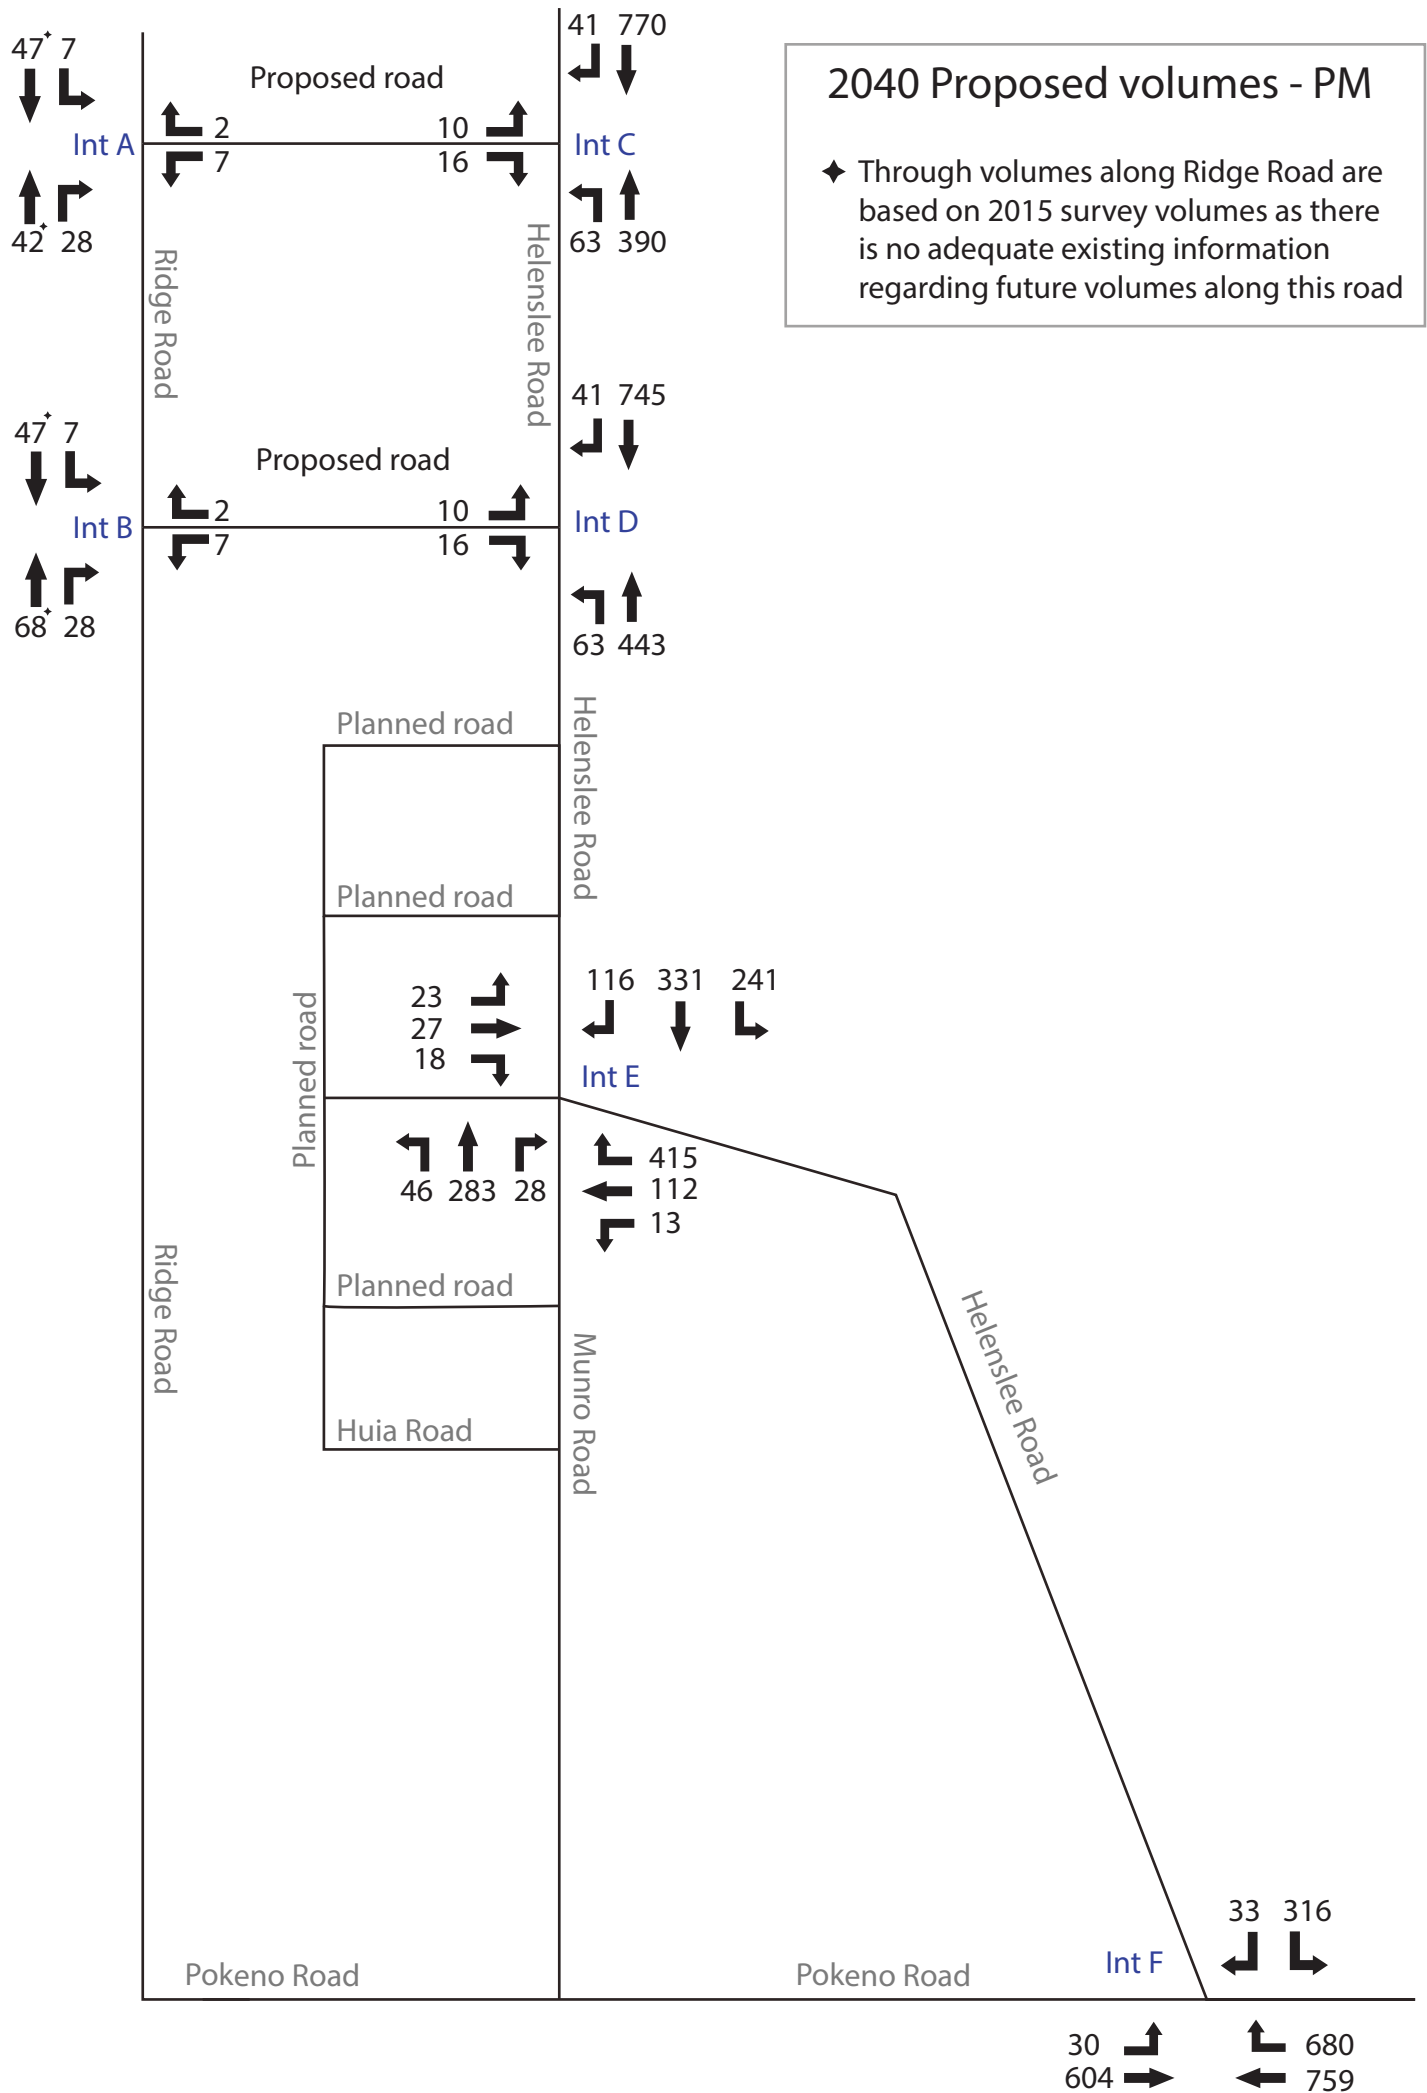 41 770
47 7
2040 Proposed volumes - PM
Proposed road
2
10
Int A
Int C
7
16
Through volumes along Ridge Road are
based on 2015 survey volumes as there
is no adequate existing information
regarding future volumes along this road
42 28
63 390
Ridge Road
Helenslee Road
41 745
47 7
Proposed road
2
10
Int B
Int D
7
16
68 28
63 443
Planned road
Helenslee Road
Planned road
116 331 241
23
27
18
Planned road
Int E
415
46 283 28
112
13
Ridge Road
Planned road
Helenslee Road
Munro Road
Huia Road
33 316
Int F
Pokeno Road
Pokeno Road
30
680
604
759